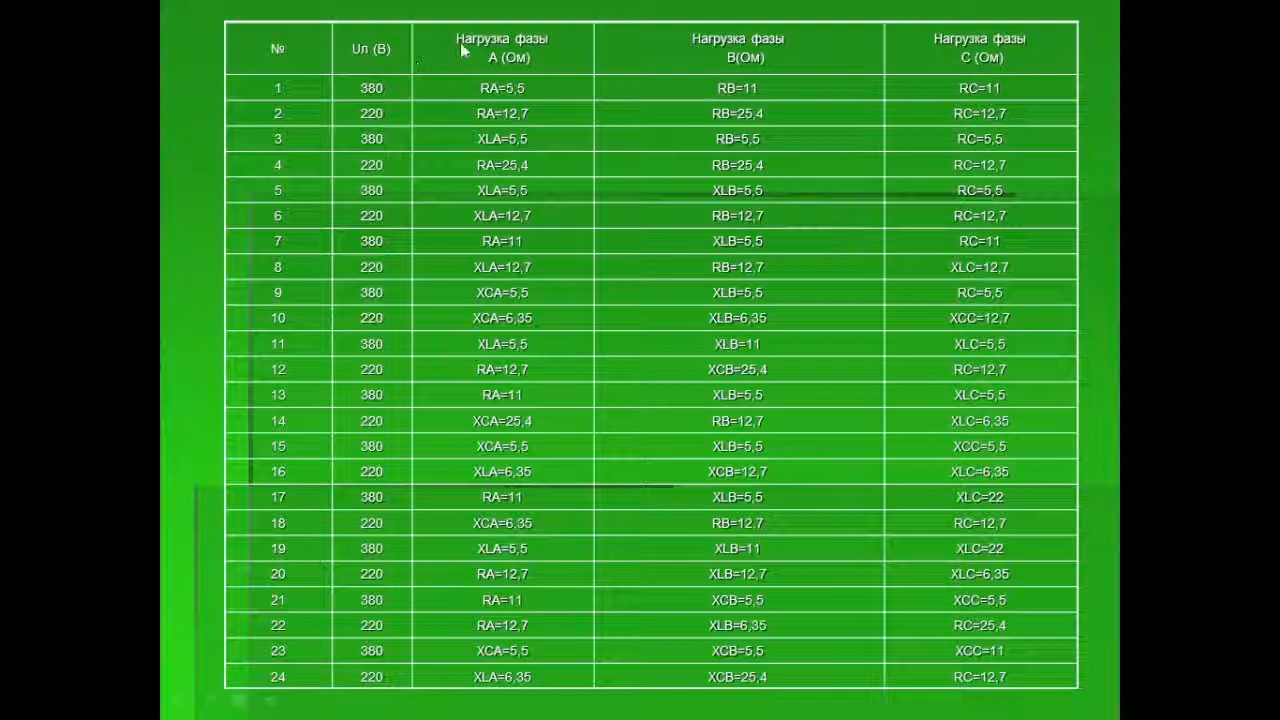 № Uл (В) Нагрузка фазы А (Ом) Нагрузка фазы В(Ом) Нагрузка фазы С (Ом)
1 380 RA=5,5 RB=11 RC=11
2 220 RA=12,7 RB=25,4 RC=12,7
3 380 XLA=5,5 RB=5,5 RC=5,5
4 220 RA=25,4 RB=25,4 RC=12,7
5 380 XLA=5,5 XLB=5,5 RC=5,5
6 220 XLA=12,7 RB=12,7 RC=12,7
7 380 RA=11 XLB=5,5 RC=11
8 220 XLA=12,7 RB=12,7 XLC=12,7
9 380 XCA=5,5 XLB=5,5 RC=5,5
10 220 XCA=6,35 XLB=6,35 XCC=12,7
11 380 XLA=5,5 XLB=11 XLC=5,5
12 220 RA=12,7 XCB=25,4 RC=12,7
13 380 RA=11 XLB=5,5 XLC=5,5
14 220 XCA=25,4 RB=12,7 XLC=6,35
15 380 XCA=5,5 XLB=5,5 XCC=5,5
16 220 XLA=6,35 XCB=12,7 XLC=6,35
17 380 RA=11 XLB=5,5 XLC=22
18 220 XCA=6,35 RB=12,7 RC=12,7
19 380 XLA=5,5 XLB=11 XLC=22
20 220 RA=12,7 XLB=12,7 XLC=6,35
21 380 RA=11 XCB=5,5 XCC=5,5
22 220 RA=12,7 XLB=6,35 RC=25,4
23 380 XCA=5,5 XCB=5,5 XCC=11
24 220 XLA=6,35 XCB=25,4 RC=12,7